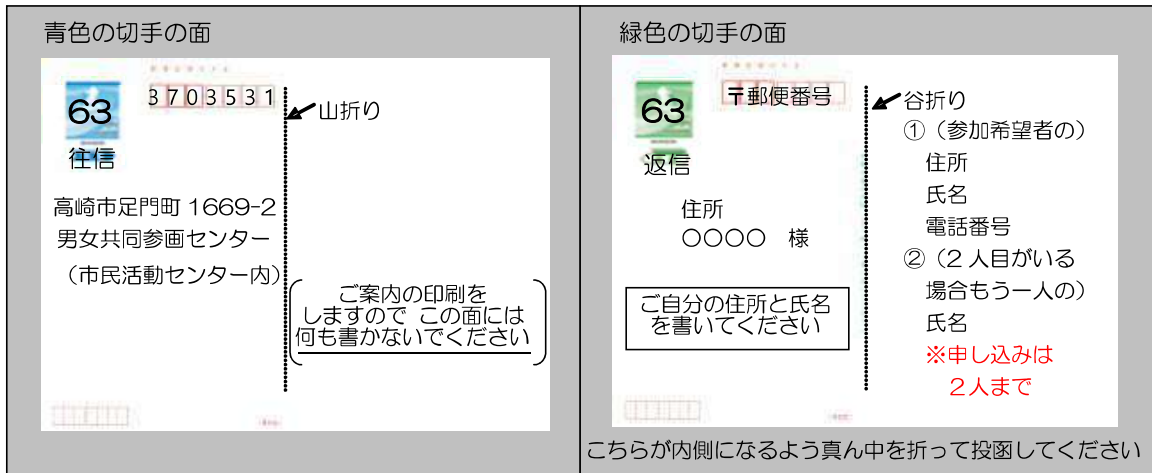 青色の切手の面
63
3703531
往信
山折り
高崎市足門町 1669-2
男女共同参画センター
（市民活動センター内）
ご案内の印刷を
しますので この面には
何も書かないでください
緑色の切手の面
63
〒郵便番号
返信
住所
○○○○ 様
ご自分の住所と氏名
を書いてください
谷折り
①（参加希望者の）
住所
氏名
電話番号
②（２人目がいる
場合もう一人の）
氏名
※申し込みは
２人まで
こちらが内側になるよう真ん中を折って投函してください